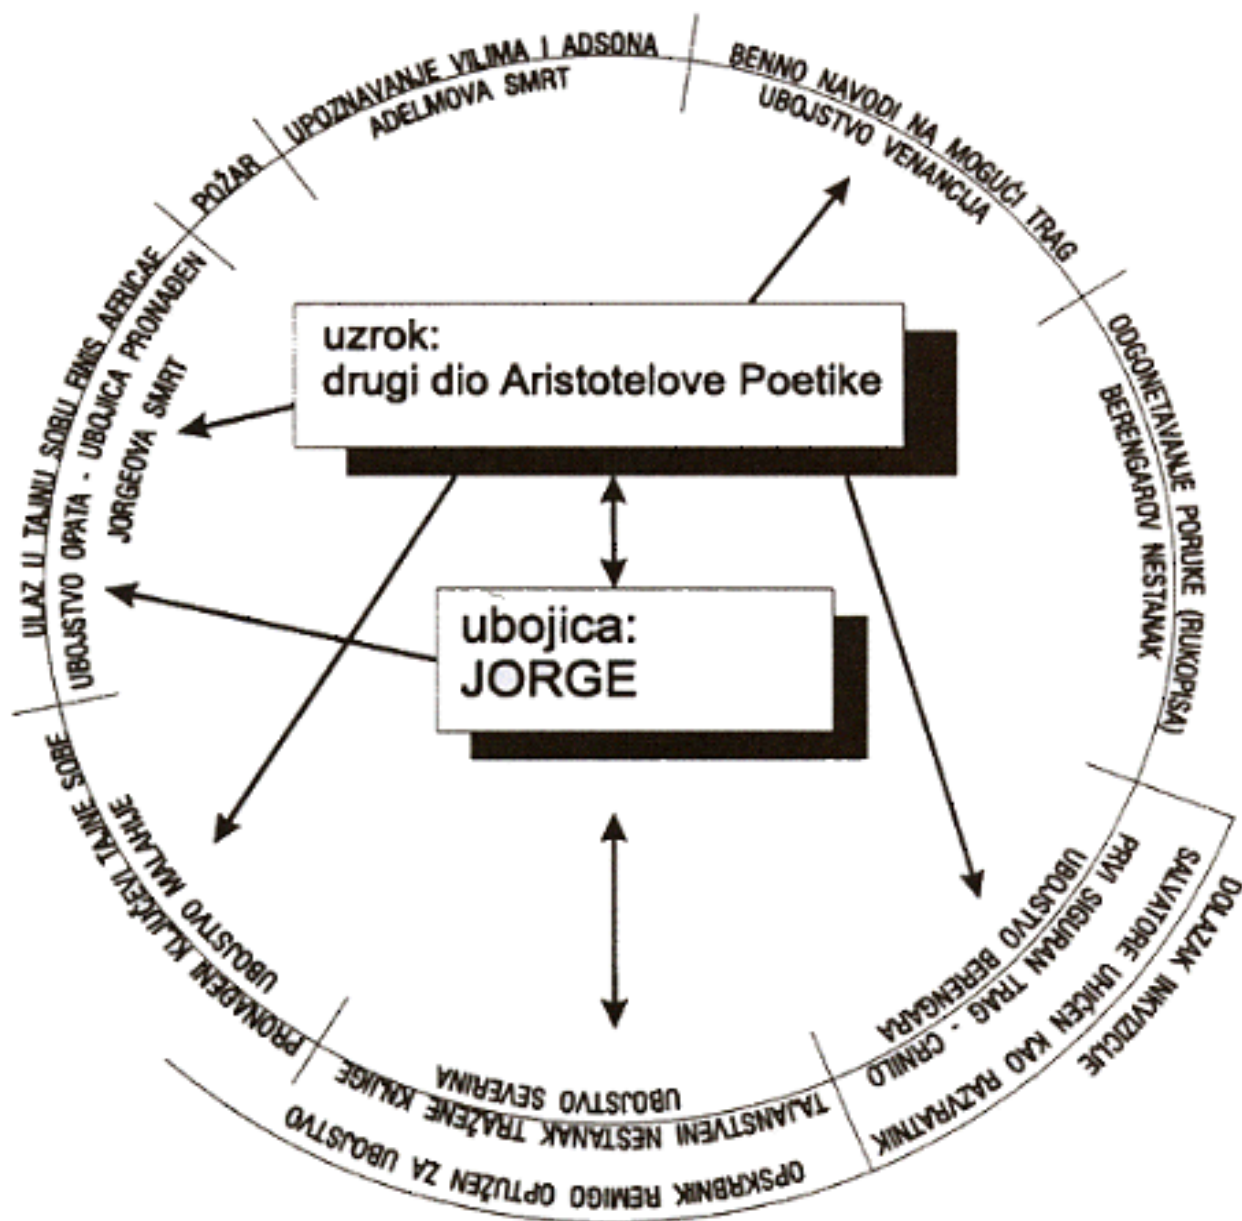 UPOZNAVANJE VILIMA I ADSONA
ADELMOVA SMRT
BENNO NAVODI NA MOGUĆI TRAG
UBOJSTVO VENANCIJA
ODGONETAVANJE PORUKE (RUKOPISA)
BERENGAROV NESTANAK
PRVI SIGURAN TRAG - CRNILO
UBOJSTVO BERENGARA
SALVATORE UHIĆEN KAO RAZVRATNIK
DOLAZAK INKVIZICIJE
UBOJSTVO SEVERINA
TAJANSTVENI NESTANAK TRAŽENE KNJIGE
OPSKRBNIK REMIGO OPTUŽEN ZA UBOJSTVO
PRONAĐENI KLJUČEVI TAJNE SOBE
UBOJSTVO MALAHIJE
ULAZ U TAJNU SOBU FINIS AFRICAE
UBOJSTVO OPATA - UBOJICA PRONAĐEN
JORGEOVA SMRT
POŽAR
uzrok:
drugi dio Aristotelove Poetike
ubojica:
JORGE